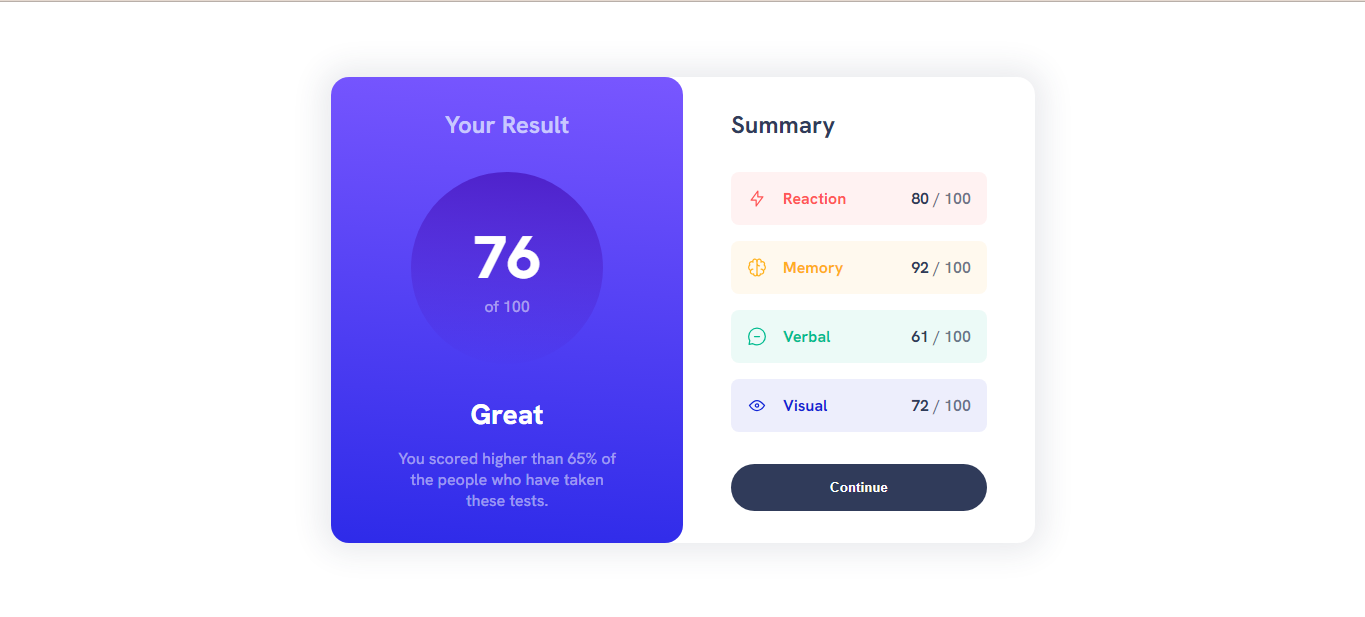 Your Result
76
of 100
Great
You scored higher than 65% of
the people who have taken
these tests.
Summary
Reaction 80 / 100
Memory 92 / 100
Verbal 61 / 100
Visual 72 / 100
Continue